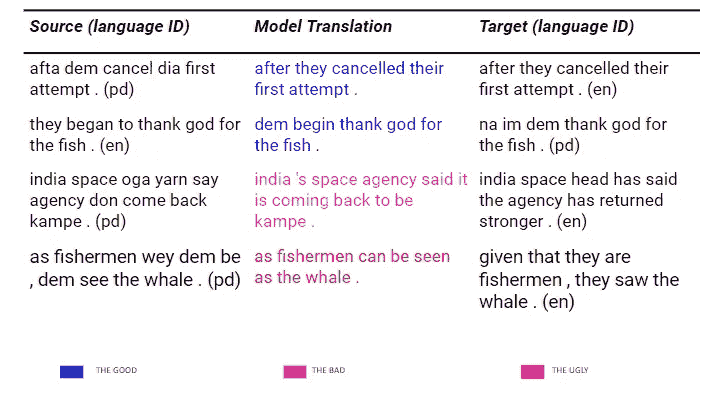 Source (language ID) Model Translation Target (language ID)
afta dem cancel dia first after they cancelled their after they cancelled their
attempt . (pd) first attempt . first attempt . (en)
they began to thank god for dem begin thank god for na im dem thank god for
the fish . (en) the fish . the fish . (pd)
india space oga yarn say india 's space agency said it india space head has said
agency don come back is coming back to be the agency has returned
kampe . (pd) kampe . stronger . (en)
as fishermen wey dem be as fishermen can be seen given that they are
, dem see the whale . (pd) as the whale . fishermen , they saw the
whale . (en)
THE GOOD THE BAD THE UGLY